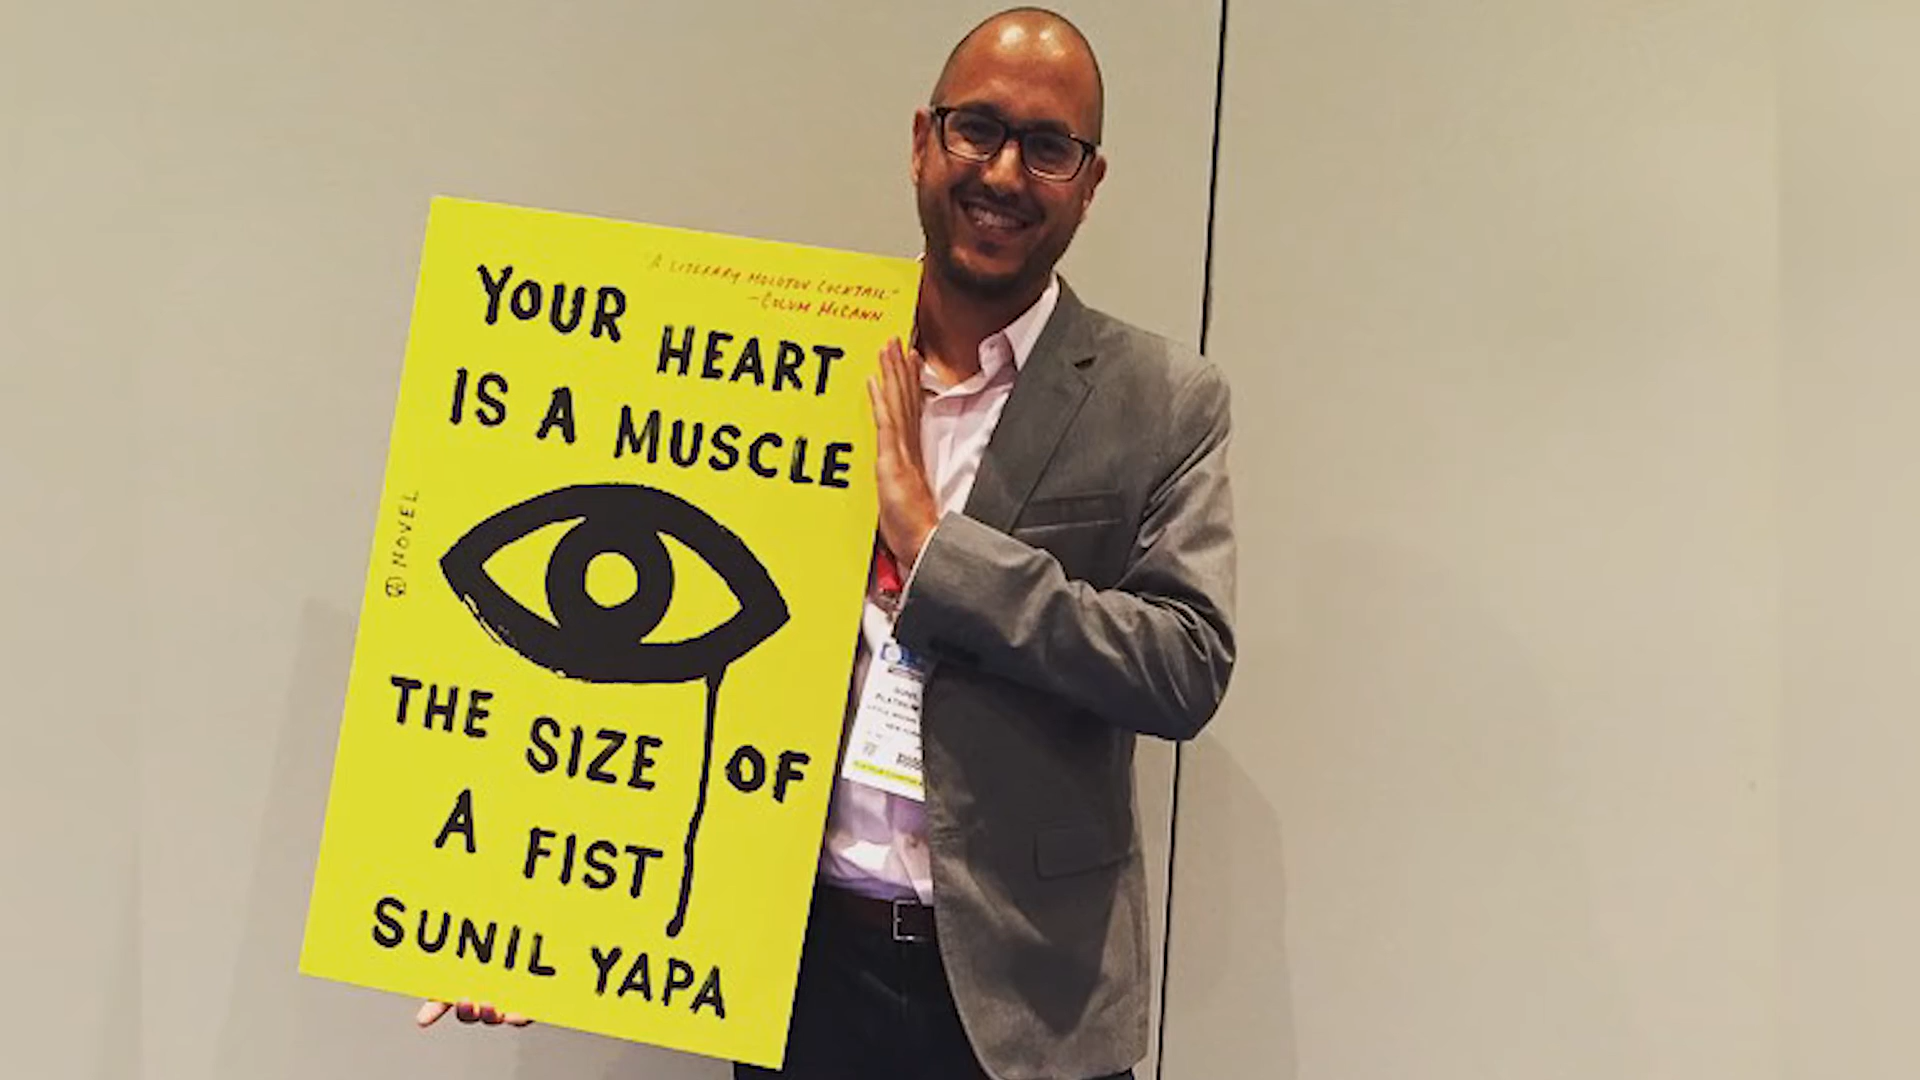 "A LITERARY MOLOTOV COCKTAIL"
-COLUM McCANN
YOUR HEART
IS A MUSCLE
A NOVEL
THE SIZE OF
A FIST
SUNIL YAPA